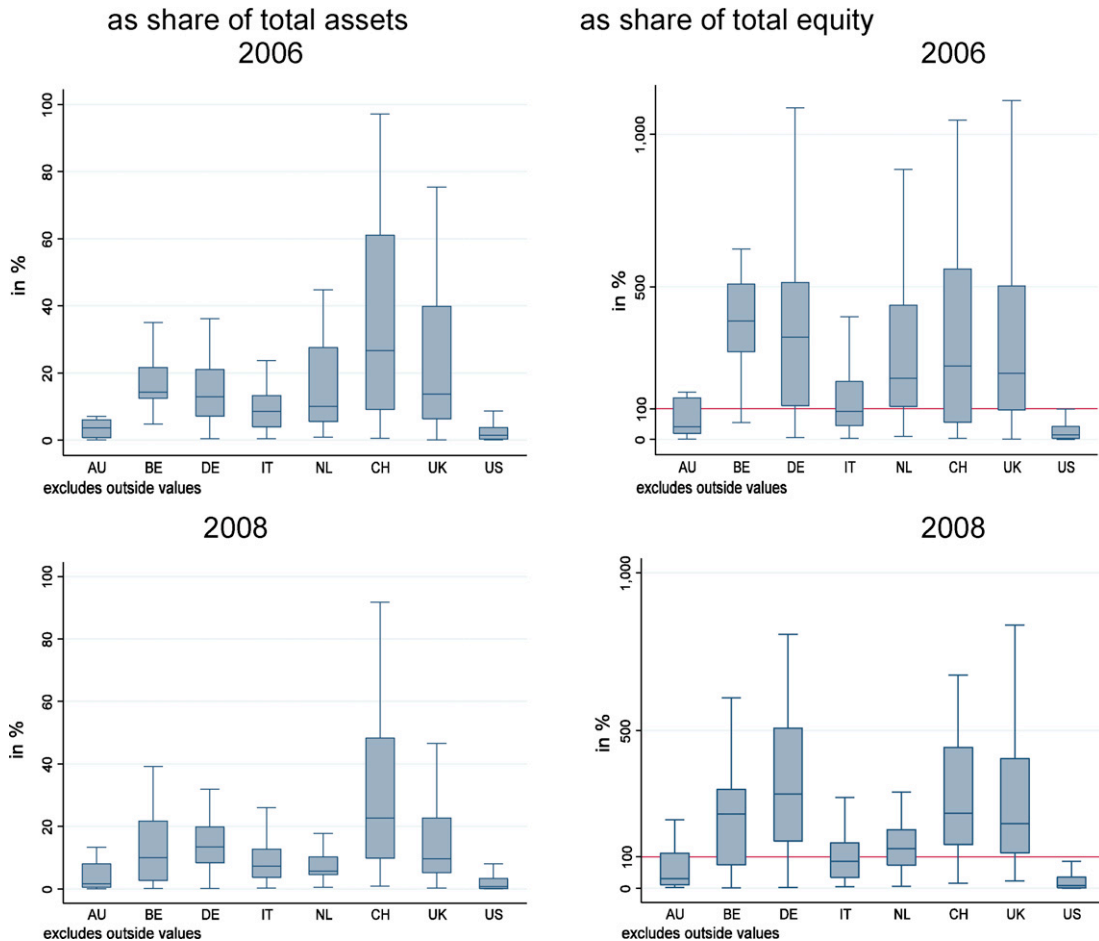 as share of total assets
2006
in %
100
80
60
40
20
0
AU BE DE IT NL CH UK US
excludes outside values
as share of total equity
2006
in %
1,000
500
100
0
AU BE DE IT NL CH UK US
excludes outside values
2008
in %
100
80
60
40
20
0
AU BE DE IT NL CH UK US
excludes outside values
2008
in %
1,000
500
100
0
AU BE DE IT NL CH UK US
excludes outside values